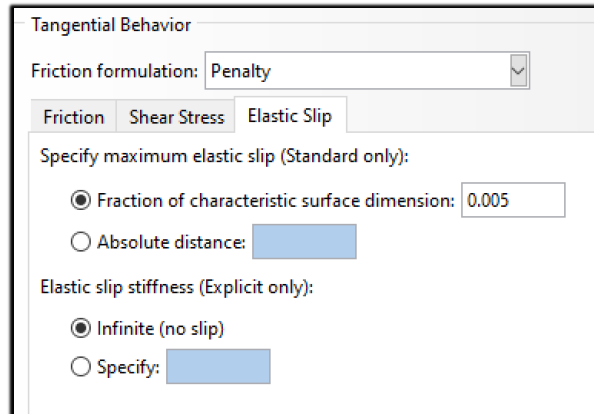 Tangential Behavior
Friction formulation: Penalty
Friction Shear Stress Elastic Slip
Specify maximum elastic slip (Standard only):
Fraction of characteristic surface dimension: 0.005
Absolute distance:
Elastic slip stiffness (Explicit only):
Infinite (no slip)
Specify: